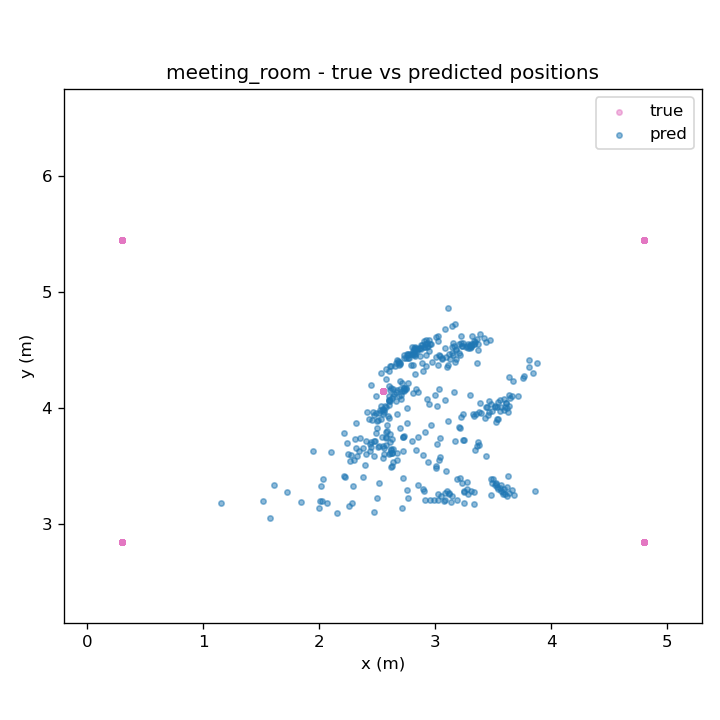 meeting_room - true vs predicted positions
true
pred
6
5
4
3
y (m)
0 1 2 3 4 5
x (m)